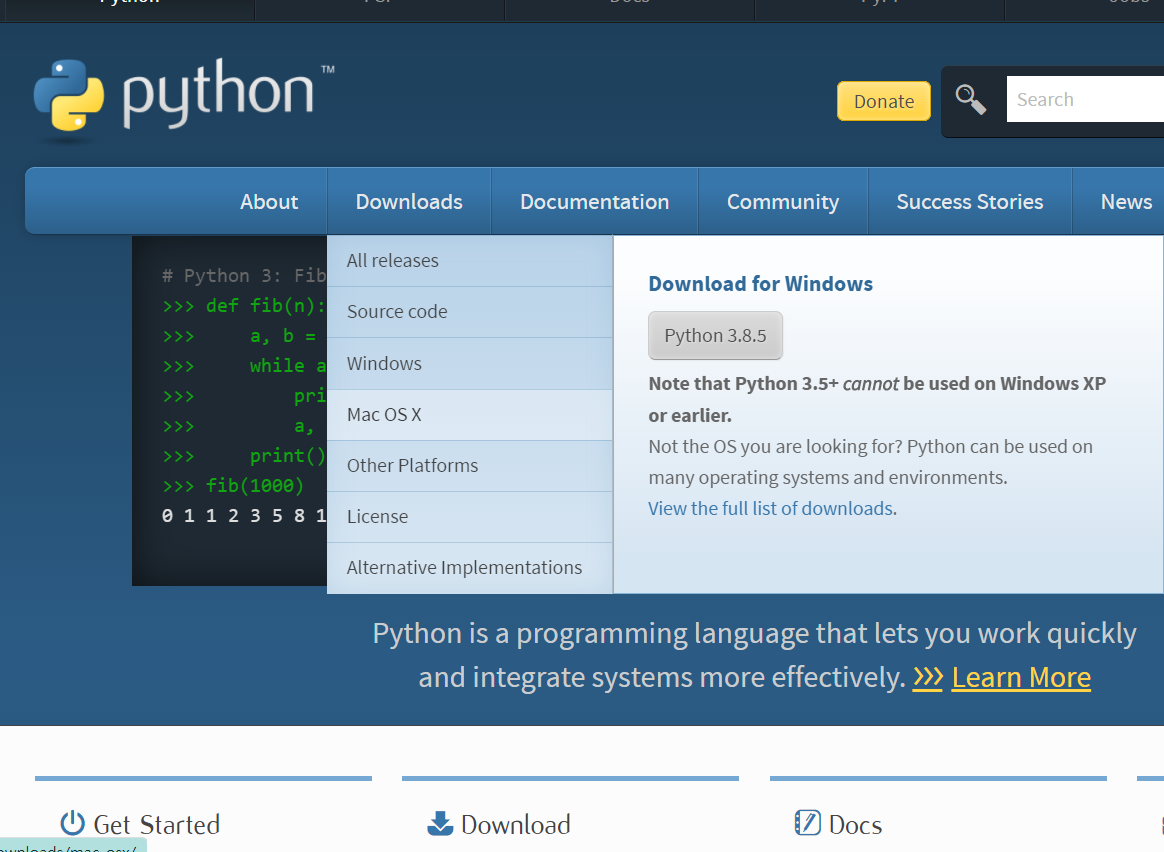 Python
Docs
PyPI
Jobs
python™
Donate
Search
About
Downloads
Documentation
Community
Success Stories
News
# Python 3: Fib
>>> def fib(n):
>>> a, b =
>>> while a
>>> pri
>>> a,
>>> print()
>>> fib(1000)
0 1 1 2 3 5 8 1
All releases
Source code
Windows
Mac OS X
Other Platforms
License
Alternative Implementations
Download for Windows
Python 3.8.5
Note that Python 3.5+ cannot be used on Windows XP
or earlier.
Not the OS you are looking for? Python can be used on
many operating systems and environments.
View the full list of downloads.
Python is a programming language that lets you work quickly
and integrate systems more effectively. >>> Learn More
Get Started
Download
Docs
ownloads/mac-osx/